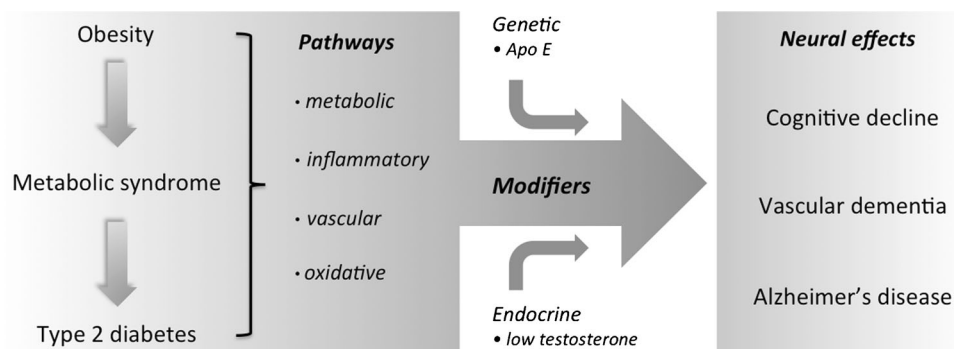 Obesity
Metabolic syndrome
Type 2 diabetes
Pathways
• metabolic
• inflammatory
• vascular
• oxidative
Genetic
• Apo E
Modifiers
Endocrine
• low testosterone
Neural effects
Cognitive decline
Vascular dementia
Alzheimer’s disease